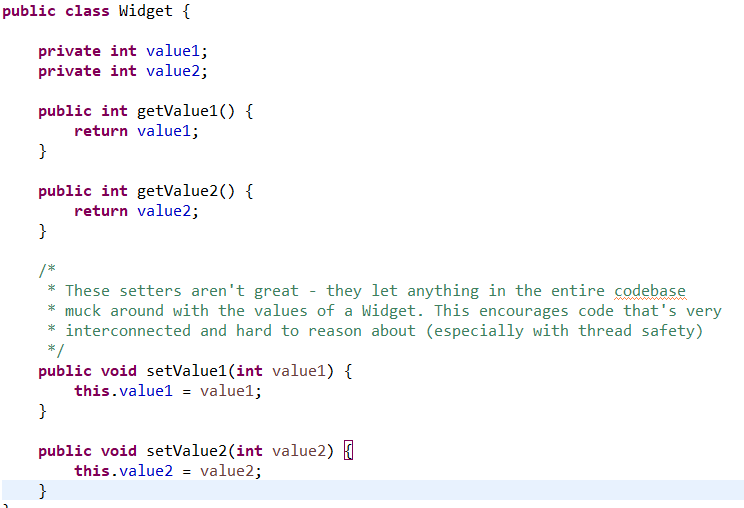 public class Widget {
private int value1;
private int value2;
public int getValue1() {
return value1;
}
public int getValue2() {
return value2;
}
/*
* These setters aren't great - they let anything in the entire codebase
* muck around with the values of a Widget. This encourages code that's very
* interconnected and hard to reason about (especially with thread safety)
*/
public void setValue1(int value1) {
this.value1 = value1;
}
public void setValue2(int value2) {
this.value2 = value2;
}
}